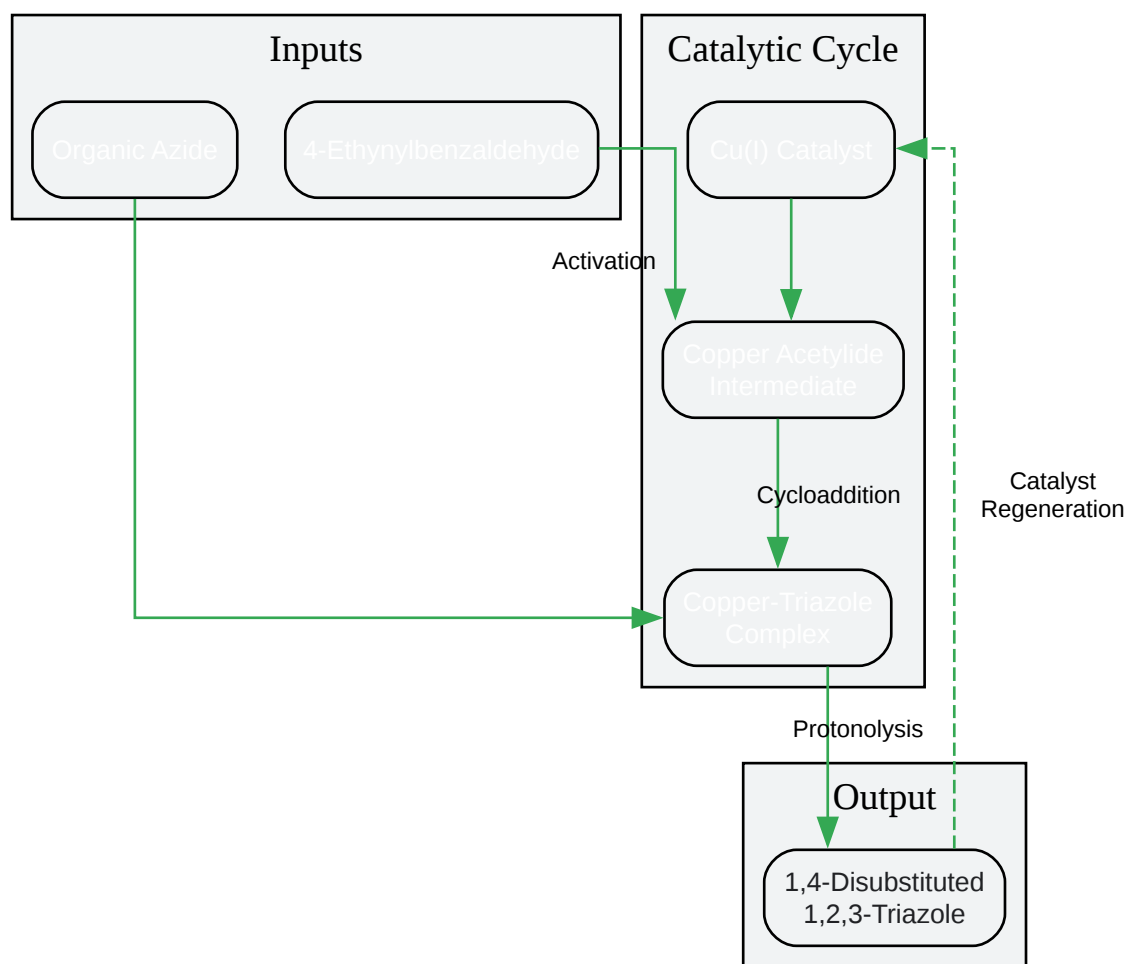 Inputs
Catalytic Cycle
Organic Azide
4-Ethynylbenzaldehyde
Cu(I) Catalyst
Activation
Copper Acetylide
Intermediate
Cycloaddition
Catalyst
Regeneration
Copper-Triazole
Complex
Protonolysis
Output
1,4-Disubstituted
1,2,3-Triazole